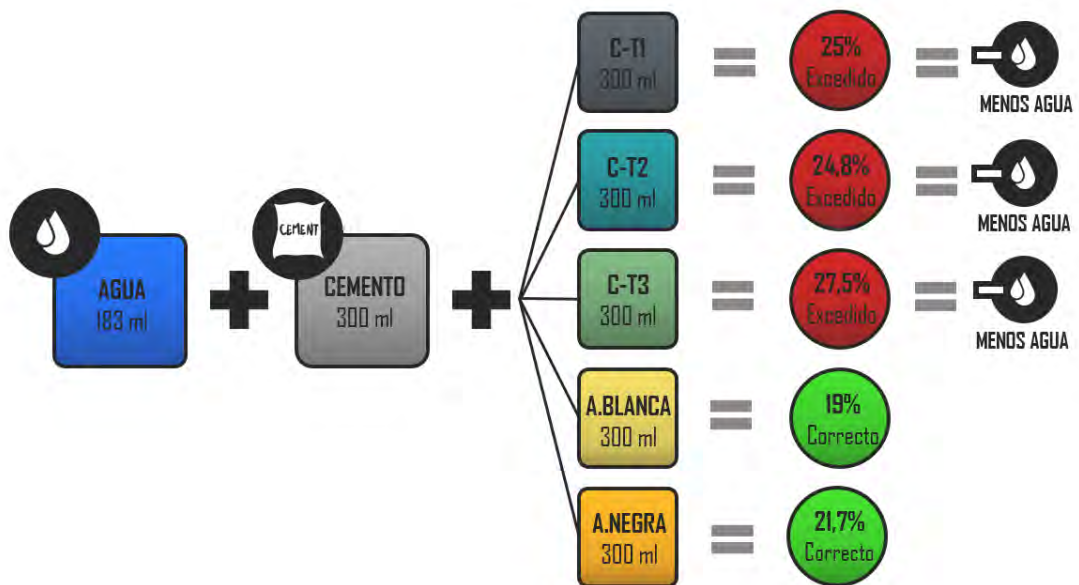 AGUA
183 ml
CEMENT
CEMENTO
300 ml
C-T1
300 ml
25%
Excedido
MENOS AGUA
C-T2
300 ml
24,8%
Excedido
MENOS AGUA
C-T3
300 ml
27,5%
Excedido
MENOS AGUA
A.BLANCA
300 ml
19%
Correcto
A.NEGRA
300 ml
21,7%
Correcto